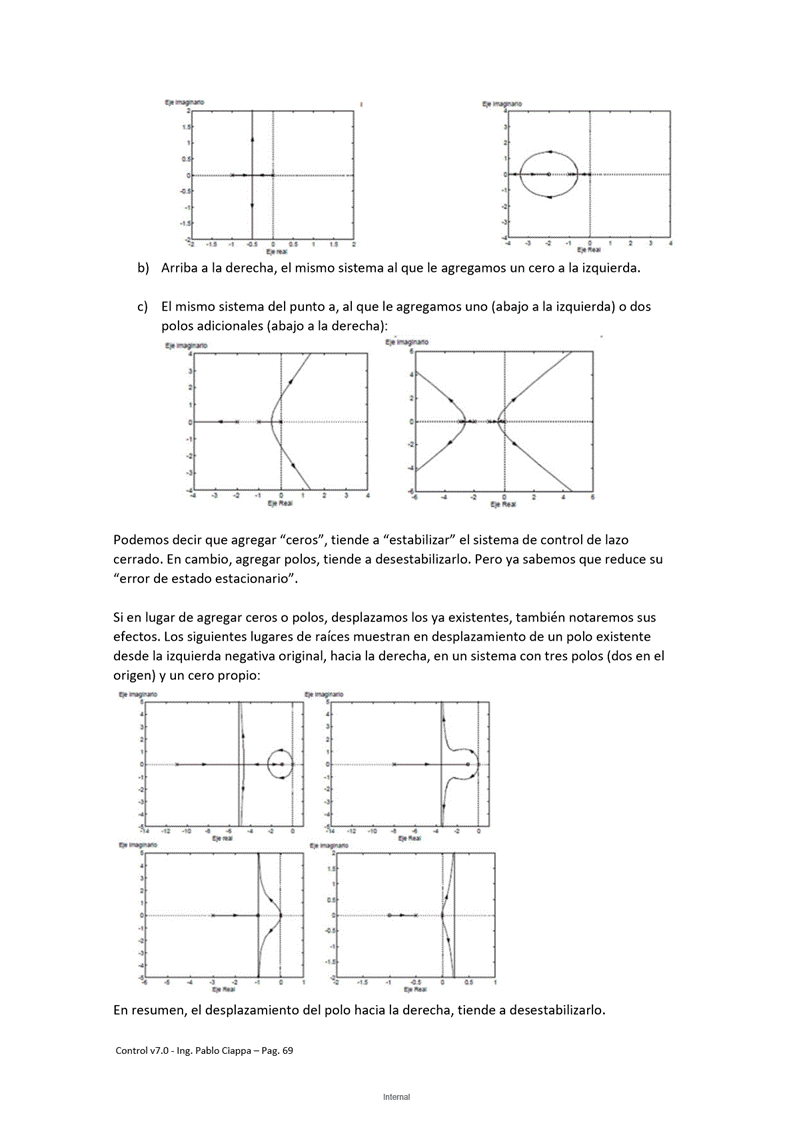 Eje Imaginario
2
1.5
1
0.5
0
-0.5
-1
-1.5
-2
-2 -1.5 -1 -0.5 0 0.5 1 1.5 2
Eje real
Eje Imaginario
4
3
2
1
0
-1
-2
-3
-4
-4 -3 -2 -1 0 1 2 3 4
Eje Real
b) Arriba a la derecha, el mismo sistema al que le agregamos un cero a la izquierda.
c) El mismo sistema del punto a, al que le agregamos uno (abajo a la izquierda) o dos
polos adicionales (abajo a la derecha):
Eje Imaginario
4
3
2
1
0
-1
-2
-3
-4
-4 -3 -2 -1 0 1 2 3 4
Eje Real
Eje Imaginario
6
4
2
0
-2
-4
-6
-6 -4 -2 0 2 4 6
Eje Real
Podemos decir que agregar “ceros”, tiende a “estabilizar” el sistema de control de lazo
cerrado. En cambio, agregar polos, tiende a desestabilizarlo. Pero ya sabemos que reduce su
“error de estado estacionario”.
Si en lugar de agregar ceros o polos, desplazamos los ya existentes, también notaremos sus
efectos. Los siguientes lugares de raíces muestran en desplazamiento de un polo existente
desde la izquierda negativa original, hacia la derecha, en un sistema con tres polos (dos en el
origen) y un cero propio:
Eje Imaginario
5
4
3
2
1
0
-1
-2
-3
-4
-5
-14 -12 -10 -8 -6 -4 -2 0
Eje real
Eje Imaginario
5
4
3
2
1
0
-1
-2
-3
-4
-5
-14 -12 -10 -8 -6 -4 -2 0
Eje Real
Eje Imaginario
5
4
3
2
1
0
-1
-2
-3
-4
-5
-6 -5 -4 -3 -2 -1 0 1
Eje Real
Eje Imaginario
2
1.5
1
0.5
0
-0.5
-1
-1.5
-2
-2 -1.5 -1 -0.5 0 0.5 1
Eje Real
En resumen, el desplazamiento del polo hacia la derecha, tiende a desestabilizarlo.
Control v7.0 - Ing. Pablo Ciappa – Pag. 69
Internal